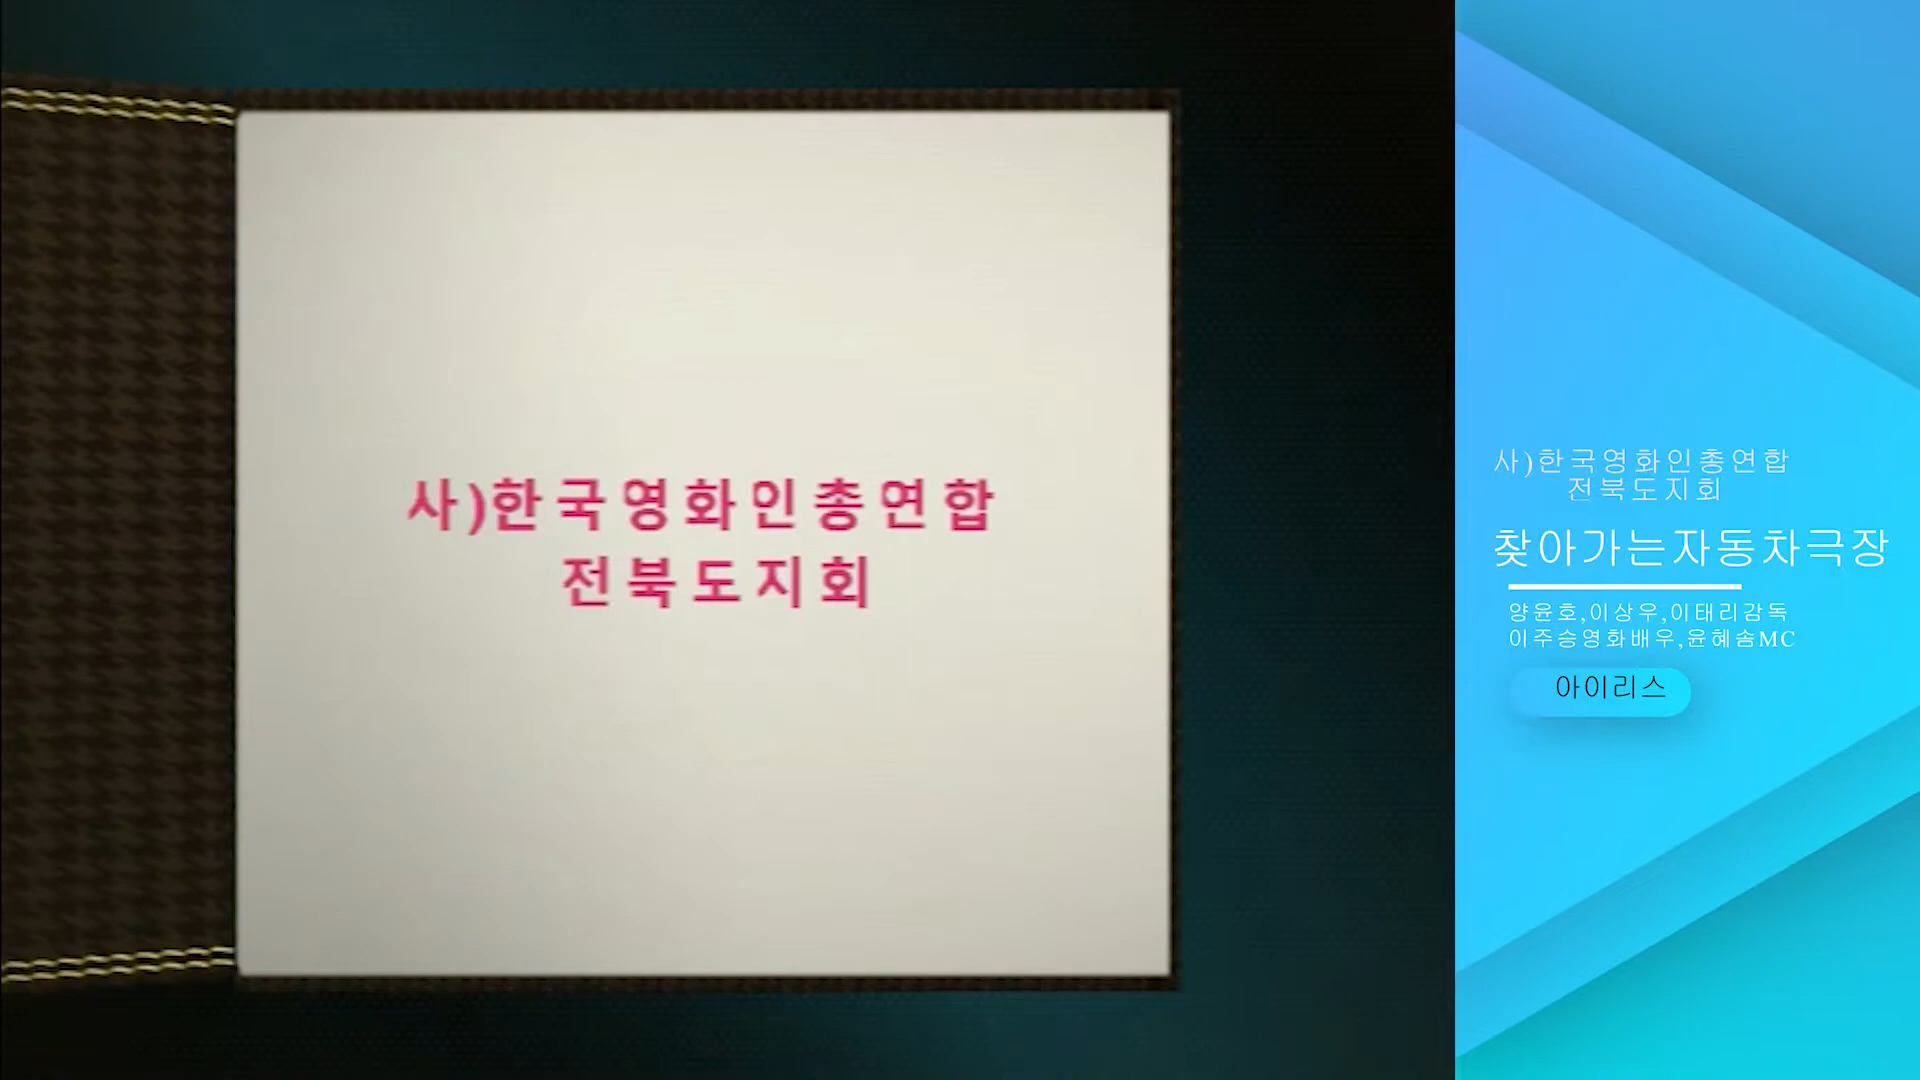 사)한국영화인총연합
전북도지회
사)한국영화인총연합
전북도지회
찾아가는자동차극장
양윤호,이상우,이태리감독
이주승영화배우,윤혜솜MC
아이리스